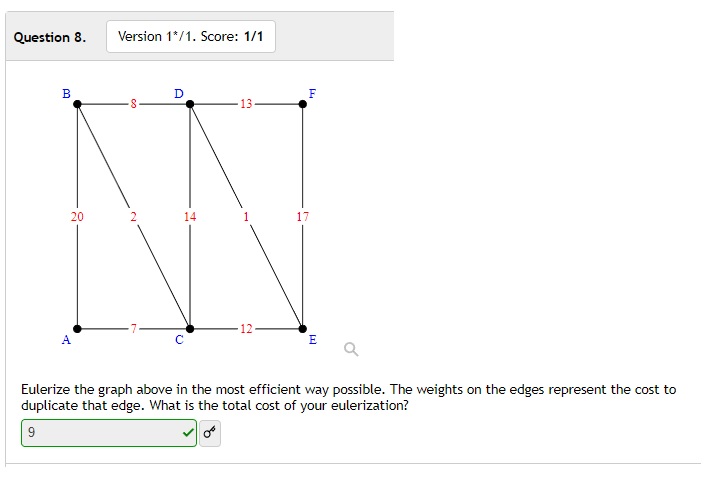 Question 8. Version 1*/1. Score: 1/1
B D F
8 13
20 2 14 1 17
7 12
A C E
Eulerize the graph above in the most efficient way possible. The weights on the edges represent the cost to
duplicate that edge. What is the total cost of your eulerization?
9